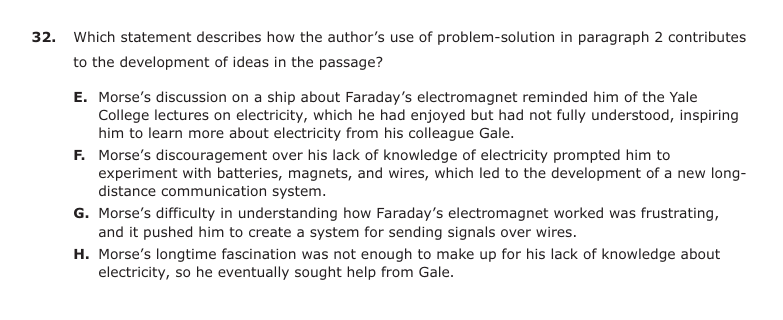 32. Which statement describes how the author’s use of problem-solution in paragraph 2 contributes
to the development of ideas in the passage?
E. Morse’s discussion on a ship about Faraday’s electromagnet reminded him of the Yale
College lectures on electricity, which he had enjoyed but had not fully understood, inspiring
him to learn more about electricity from his colleague Gale.
F. Morse’s discouragement over his lack of knowledge of electricity prompted him to
experiment with batteries, magnets, and wires, which led to the development of a new long-
distance communication system.
G. Morse’s difficulty in understanding how Faraday’s electromagnet worked was frustrating,
and it pushed him to create a system for sending signals over wires.
H. Morse’s longtime fascination was not enough to make up for his lack of knowledge about
electricity, so he eventually sought help from Gale.